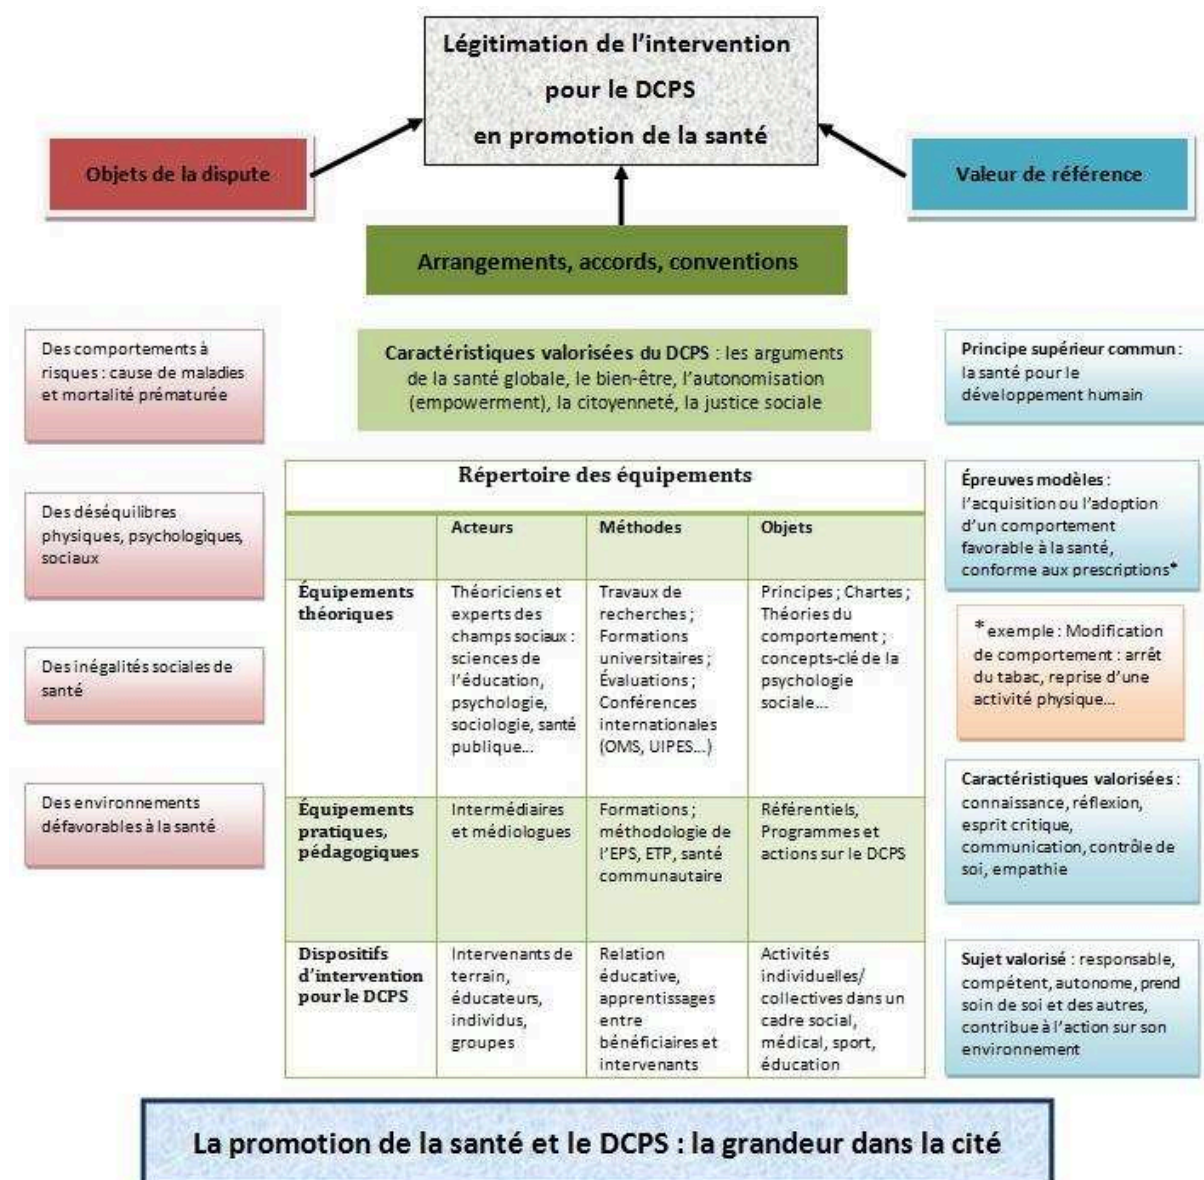 Légitimation de l'intervention
pour le DCPS
en promotion de la santé
Objets de la dispute
Valeur de référence
Arrangements, accords, conventions
Des comportements à
risques : cause de maladies
et mortalité prématurée
Des déséquilibres
physiques, psychologiques,
sociaux
Des inégalités sociales de
santé
Des environnements
défavorables à la santé
Caractéristiques valorisées du DCPS : les arguments
de la santé globale, le bien-être, l'autonomisation
(empowerment), la citoyenneté, la justice sociale
Répertoire des équipements
Acteurs
Méthodes
Objets
Équipements
théoriques
Théoriciens et
experts des
champs sociaux :
sciences de
l'éducation,
psychologie,
sociologie, santé
publique...
Travaux de
recherches ;
Formations
universitaires ;
Évaluations ;
Conférences
internationales
(OMS, UIPES...)
Principes ; Chartes ;
Théories du
comportement ;
concepts-clé de la
psychologie
sociale...
Équipements
pratiques,
pédagogiques
Intermédiaires
et médiologues
Formations ;
méthodologie de
l'EPS, ETP, santé
communautaire
Référentiels,
Programmes et
actions sur le DCPS
Dispositifs
d'intervention
pour le DCPS
Intervenants de
terrain,
éducateurs,
individus,
groupes
Relation
éducative,
apprentissages
entre
bénéficiaires et
intervenants
Activités
individuelles/
collectives dans un
cadre social,
médical, sport,
éducation
Principe supérieur commun :
la santé pour le
développement humain
Épreuves modèles :
l'acquisition ou l'adoption
d'un comportement
favorable à la santé,
conforme aux prescriptions*
* exemple : Modification
de comportement : arrêt
du tabac, reprise d'une
activité physique...
Caractéristiques valorisées :
connaissance, réflexion,
esprit critique,
communication, contrôle de
soi, empathie
Sujet valorisé : responsable,
compétent, autonome, prend
soin de soi et des autres,
contribue à l'action sur son
environnement
La promotion de la santé et le DCPS : la grandeur dans la cité